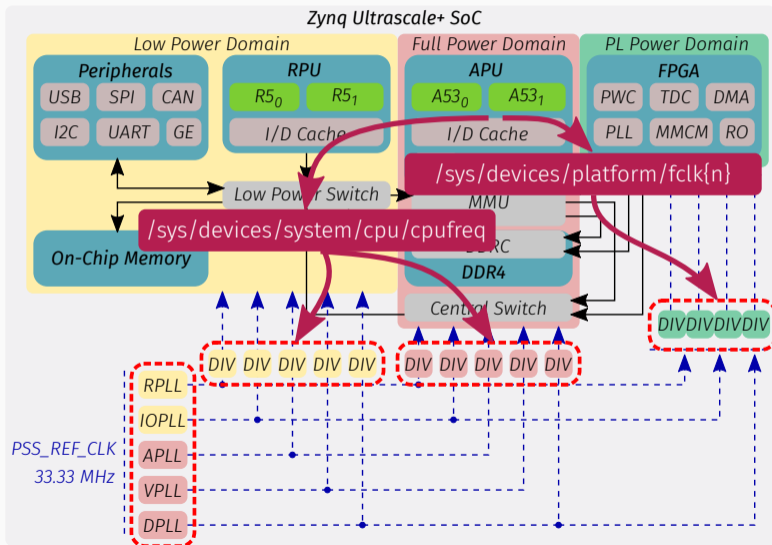 Zynq Ultrascale+ SoC
Low Power Domain
Full Power Domain
PL Power Domain
Peripherals
RPU
APU
FPGA
USB SPI CAN
R5₀ R5₁
A53₀ A53₁
PWC TDC DMA
I2C UART GE
I/D Cache
I/D Cache
PLL MMCM RO
/sys/devices/platform/fclk{n}
Low Power Switch
MMU
/sys/devices/system/cpu/cpufreq
DDRC
On-Chip Memory
DDR4
Central Switch
DIV DIV DIV DIV
DIV DIV DIV DIV DIV
DIV DIV DIV DIV DIV
RPLL
IOPLL
PSS_REF_CLK
33.33 MHz
APLL
VPLL
DPLL